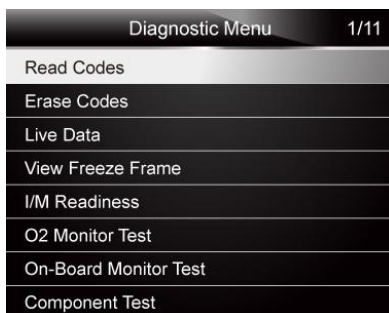 Diagnostic Menu 1/11
Read Codes
Erase Codes
Live Data
View Freeze Frame
I/M Readiness
O2 Monitor Test
On-Board Monitor Test
Component Test